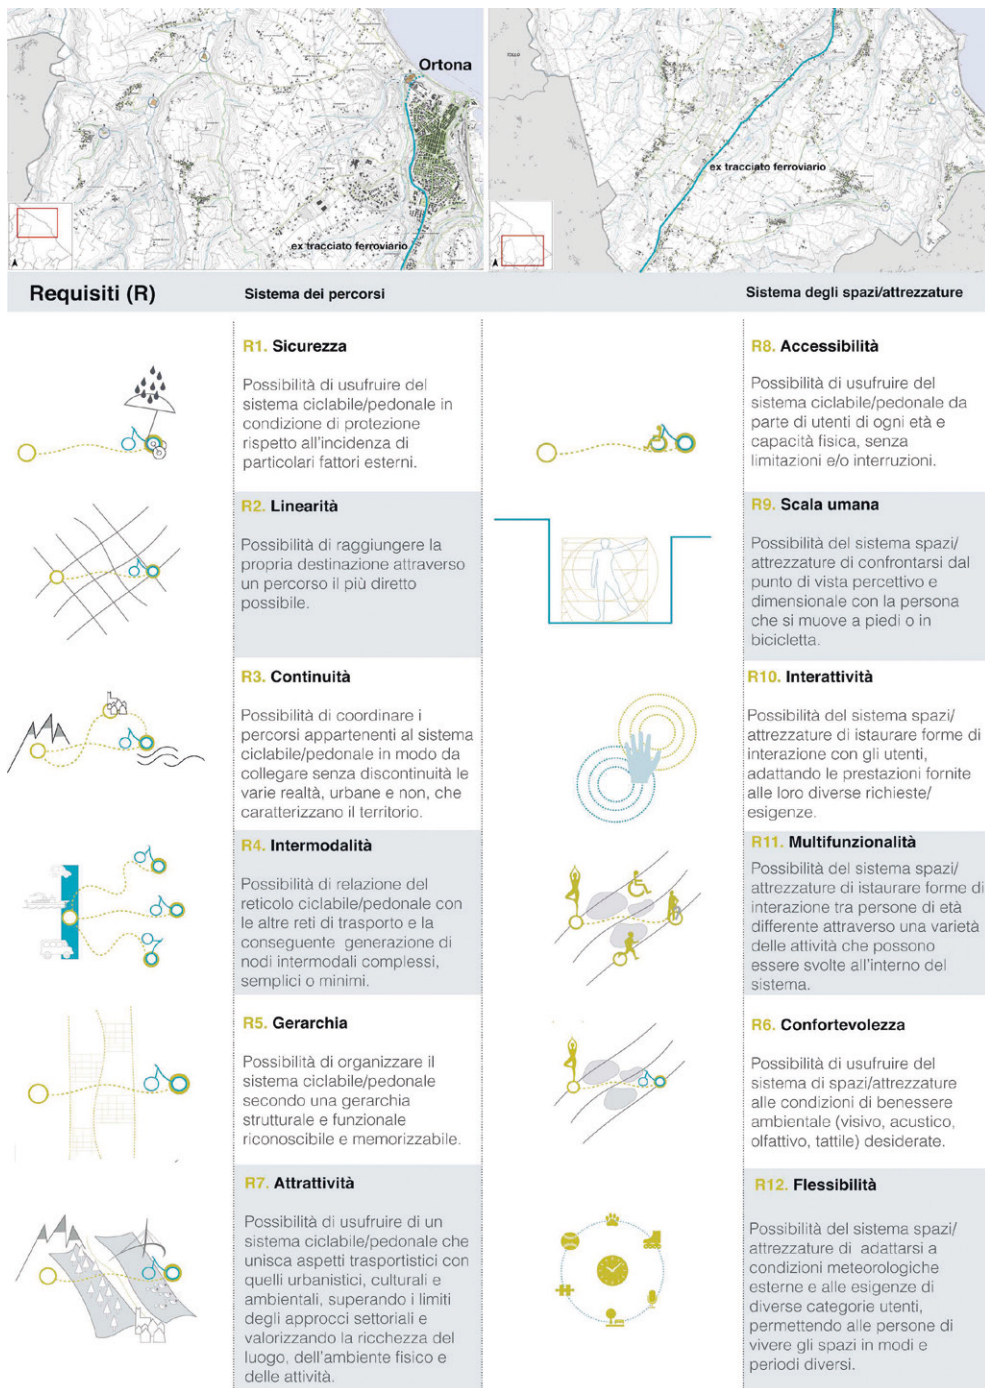 Ortona
ex tracciato ferroviario
ex tracciato ferroviario
Requisiti (R)
Sistema dei percorsi
Sistema degli spazi/attrezzature
R1. Sicurezza
Possibilità di usufruire del
sistema ciclabile/pedonale in
condizione di protezione
rispetto all'incidenza di
particolari fattori esterni.
R2. Linearità
Possibilità di raggiungere la
propria destinazione attraverso
un percorso il più diretto
possibile.
R3. Continuità
Possibilità di coordinare i
percorsi appartenenti al sistema
ciclabile/pedonale in modo da
collegare senza discontinuità le
varie realtà, urbane e non, che
caratterizzano il territorio.
R4. Intermodalità
Possibilità di relazione del
reticolo ciclabile/pedonale con
le altre reti di trasporto e la
conseguente generazione di
nodi intermodali complessi,
semplici o minimi.
R5. Gerarchia
Possibilità di organizzare il
sistema ciclabile/pedonale
secondo una gerarchia
strutturale e funzionale
riconoscibile e memorizzabile.
R7. Attrattività
Possibilità di usufruire di un
sistema ciclabile/pedonale che
unisca aspetti trasportistici con
quelli urbanistici, culturali e
ambientali, superando i limiti
degli approcci settoriali e
valorizzando la ricchezza del
luogo, dell'ambiente fisico e
delle attività.
R8. Accessibilità
Possibilità di usufruire del
sistema ciclabile/pedonale da
parte di utenti di ogni età e
capacità fisica, senza
limitazioni e/o interruzioni.
R9. Scala umana
Possibilità del sistema spazi/
attrezzature di confrontarsi dal
punto di vista percettivo e
dimensionale con la persona
che si muove a piedi o in
bicicletta.
R10. Interattività
Possibilità del sistema spazi/
attrezzature di istaurare forme di
interazione con gli utenti,
adattando le prestazioni fornite
alle loro diverse richieste/
esigenze.
R11. Multifunzionalità
Possibilità del sistema spazi/
attrezzature di istaurare forme di
interazione tra persone di età
differente attraverso una varietà
delle attività che possono
essere svolte all'interno del
sistema.
R6. Confortevolezza
Possibilità di usufruire del
sistema di spazi/attrezzature
alle condizioni di benessere
ambientale (visivo, acustico,
olfattivo, tattile) desiderate.
R12. Flessibilità
Possibilità del sistema spazi/
attrezzature di adattarsi a
condizioni meteorologiche
esterne e alle esigenze di
diverse categorie utenti,
permettendo alle persone di
vivere gli spazi in modi e
periodi diversi.